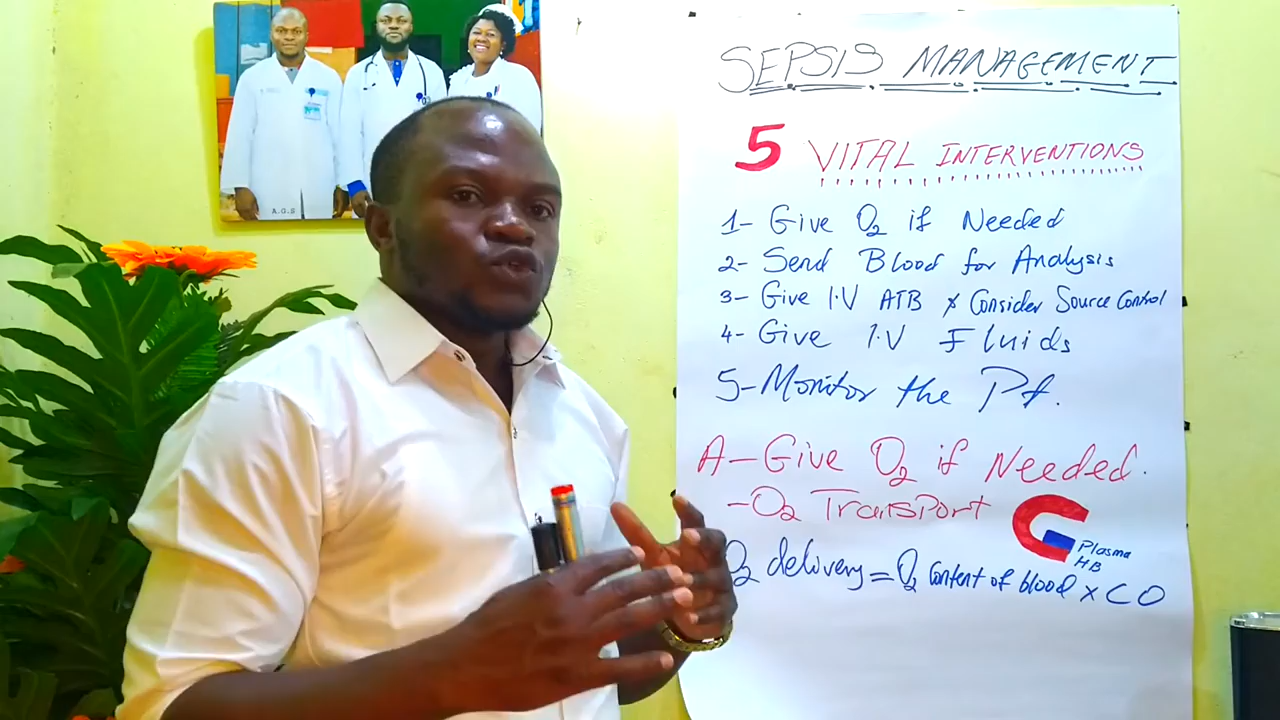 A.G.S
SEPSIS MANAGEMENT
5 VITAL INTERVENTIONS
1- Give O₂ if Needed
2- Send Blood for Analysis
3- Give I.V ATB & Consider Source Control
4- Give I.V Fluids
5- Monitor the Pt.
A- Give O₂ if Needed.
- O₂ Transport
Plasma
HB
O₂ delivery = O₂ Content of blood x CO